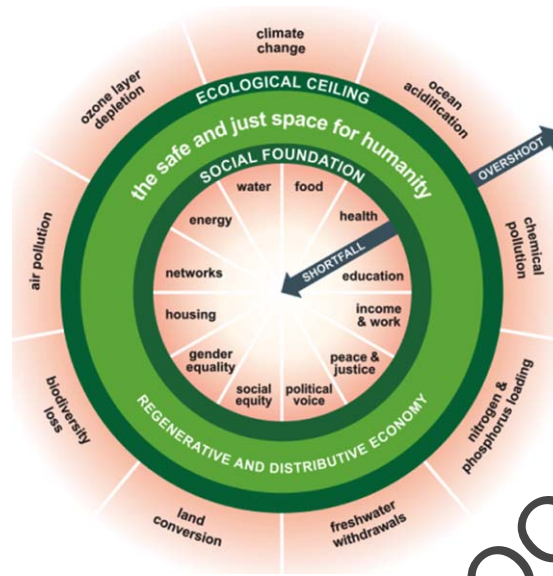 climate
change
ocean
acidification
chemical
pollution
nitrogen &
phosphorus loading
freshwater
withdrawals
land
conversion
biodiversity
loss
air pollution
ozone layer
depletion
OVERSHOOT
ECOLOGICAL CEILING
the safe and just space for humanity
SOCIAL FOUNDATION
water
food
health
SHORTFALL
education
income
& work
peace &
justice
political
voice
social
equity
gender
equality
housing
networks
energy
REGENERATIVE AND DISTRIBUTIVE ECONOMY